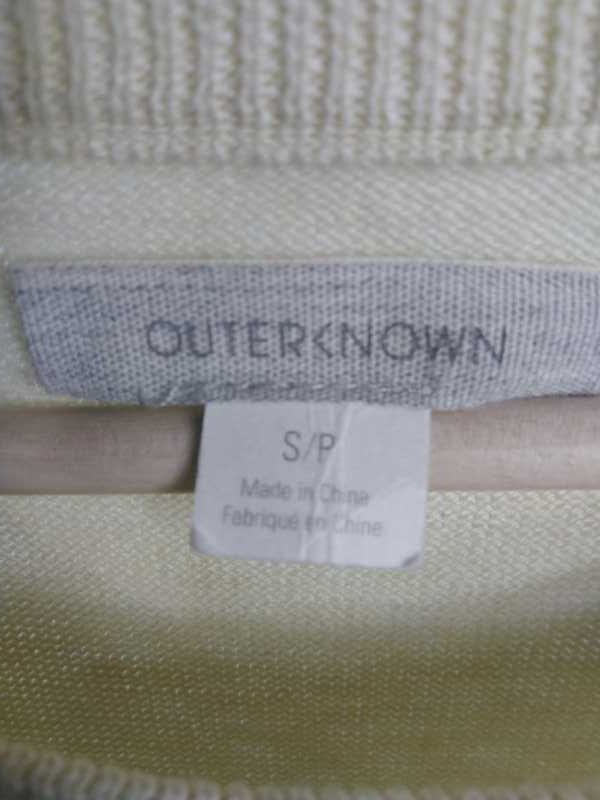 OUTERKNOWN
S/P
Made in China
Fabriqué en Chine